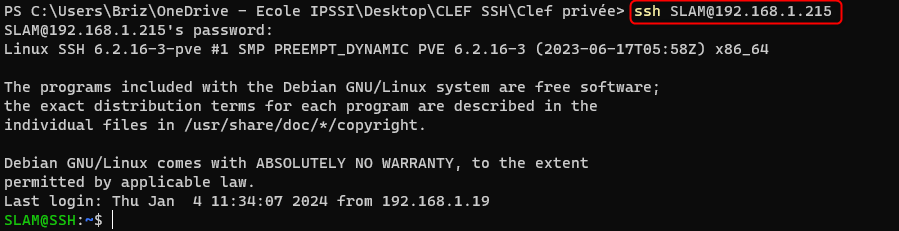 PS C:\Users\Briz\OneDrive - Ecole IPSSI\Desktop\CLEF SSH\Clef privée> ssh SLAM@192.168.1.215
SLAM@192.168.1.215's password:
Linux SSH 6.2.16-3-pve #1 SMP PREEMPT_DYNAMIC PVE 6.2.16-3 (2023-06-17T05:58Z) x86_64

The programs included with the Debian GNU/Linux system are free software;
the exact distribution terms for each program are described in the
individual files in /usr/share/doc/*/copyright.

Debian GNU/Linux comes with ABSOLUTELY NO WARRANTY, to the extent
permitted by applicable law.
Last login: Thu Jan  4 11:34:07 2024 from 192.168.1.19
SLAM@SSH:~$